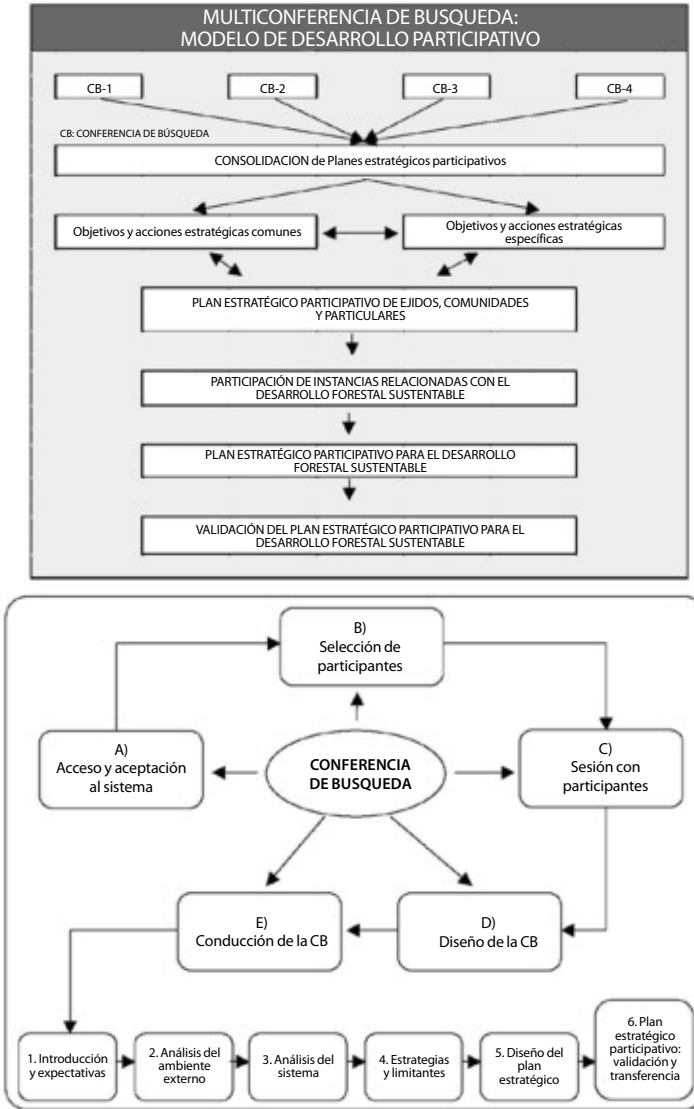 MULTICONFERENCIA DE BUSQUEDA:
MODELO DE DESARROLLO PARTICIPATIVO
CB-1
CB-2
CB-3
CB-4
CB: CONFERENCIA DE BÚSQUEDA
CONSOLIDACION de Planes estratégicos participativos
Objetivos y acciones estratégicas comunes
Objetivos y acciones estratégicas
específicas
PLAN ESTRATÉGICO PARTICIPATIVO DE EJIDOS, COMUNIDADES
Y PARTICULARES
PARTICIPACIÓN DE INSTANCIAS RELACIONADAS CON EL
DESARROLLO FORESTAL SUSTENTABLE
PLAN ESTRATÉGICO PARTICIPATIVO PARA EL DESARROLLO
FORESTAL SUSTENTABLE
VALIDACIÓN DEL PLAN ESTRATÉGICO PARTICIPATIVO PARA EL
DESARROLLO FORESTAL SUSTENTABLE
B)
Selección de
participantes
A)
Acceso y aceptación
al sistema
CONFERENCIA
DE BUSQUEDA
C)
Sesión con
participantes
E)
Conducción de la CB
D)
Diseño de la CB
1. Introducción
y expectativas
2. Análisis del
ambiente
externo
3. Análisis del
sistema
4. Estrategias
y limitantes
5. Diseño del
plan
estratégico
6. Plan
estratégico
participativo:
validación y
transferencia